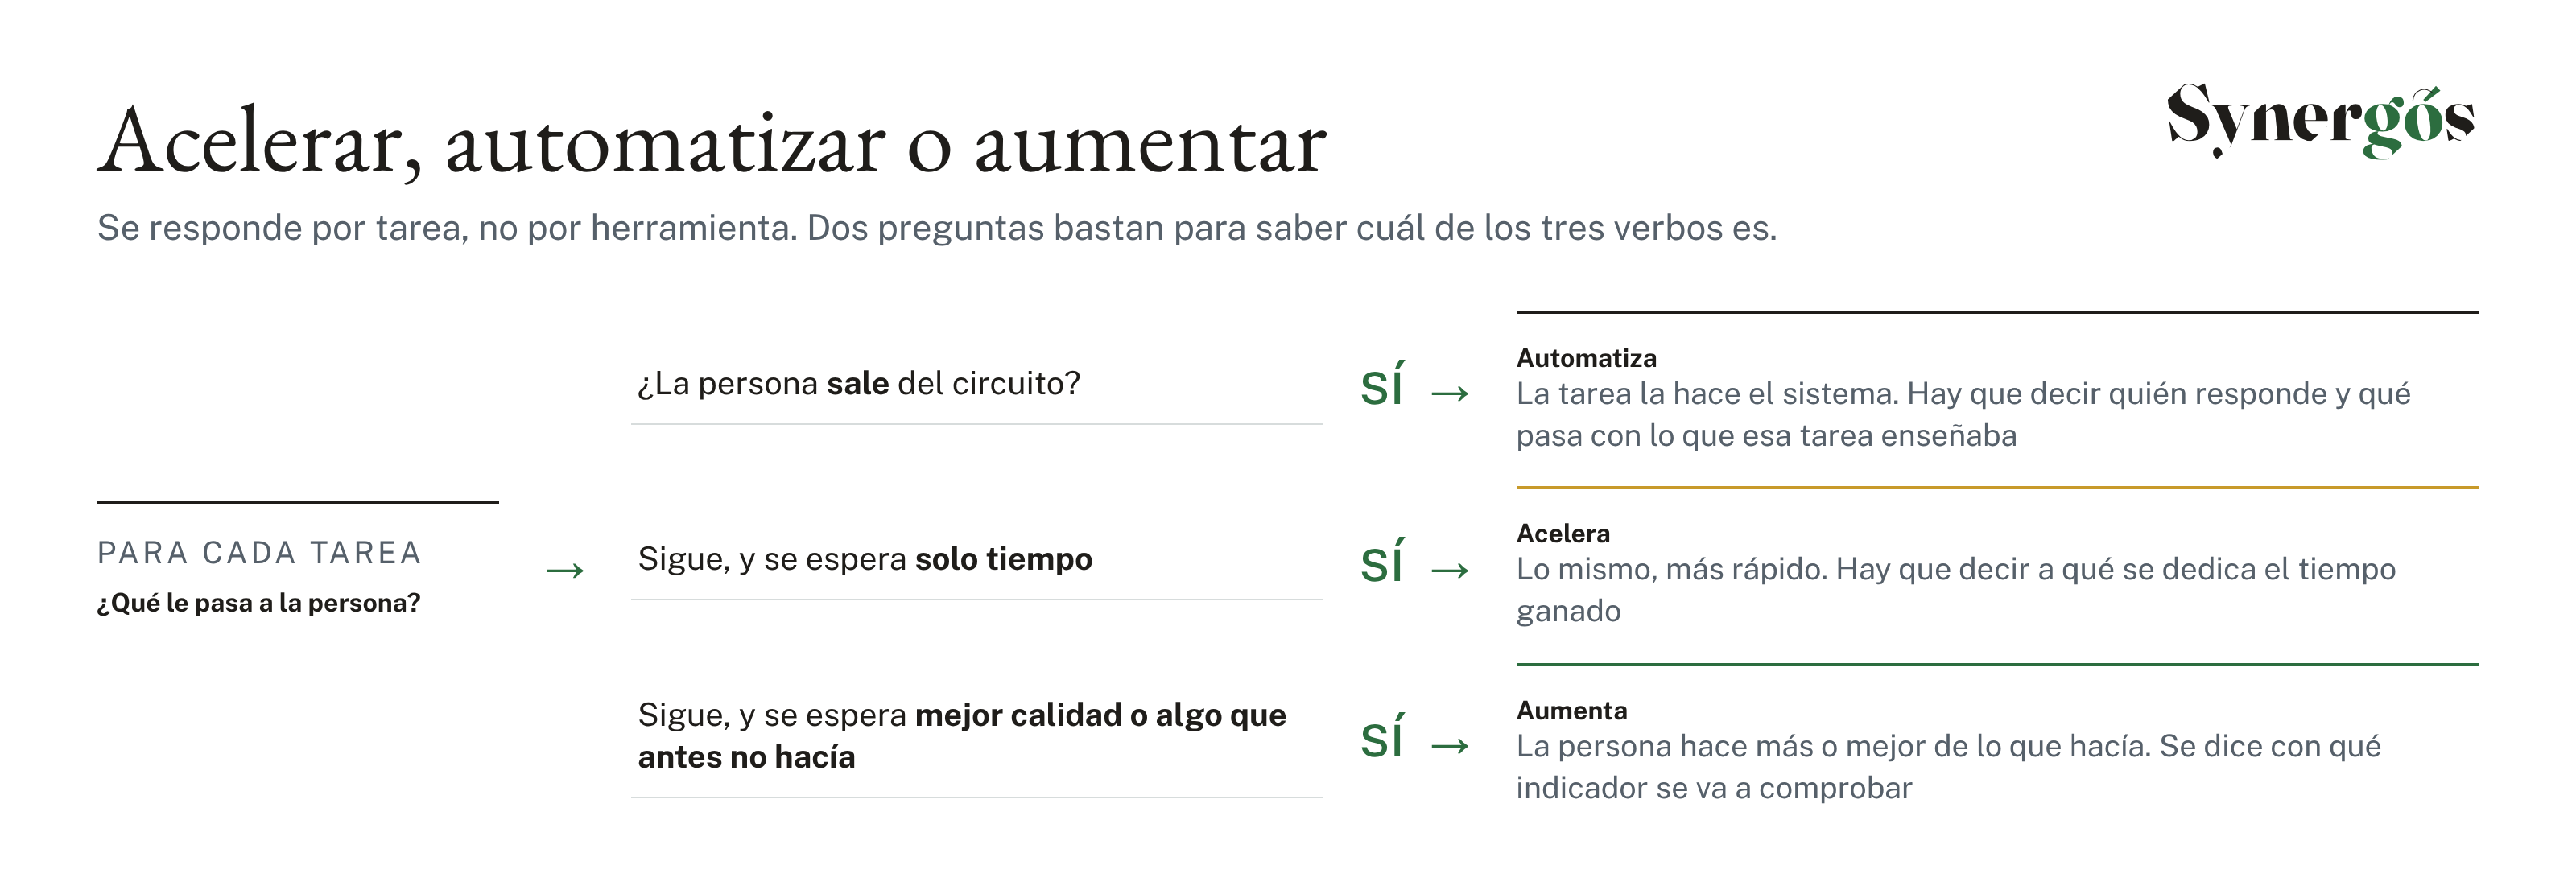 Acelerar, automatizar o aumentar
Synergós
Se responde por tarea, no por herramienta. Dos preguntas bastan para saber cuál de los tres verbos es.
PARA CADA TAREA
¿Qué le pasa a la persona?
→
¿La persona sale del circuito?
SÍ →
Automatiza
La tarea la hace el sistema. Hay que decir quién responde y qué
pasa con lo que esa tarea enseñaba
Sigue, y se espera solo tiempo
SÍ →
Acelera
Lo mismo, más rápido. Hay que decir a qué se dedica el tiempo
ganado
Sigue, y se espera mejor calidad o algo que
antes no hacía
SÍ →
Aumenta
La persona hace más o mejor de lo que hacía. Se dice con qué
indicador se va a comprobar